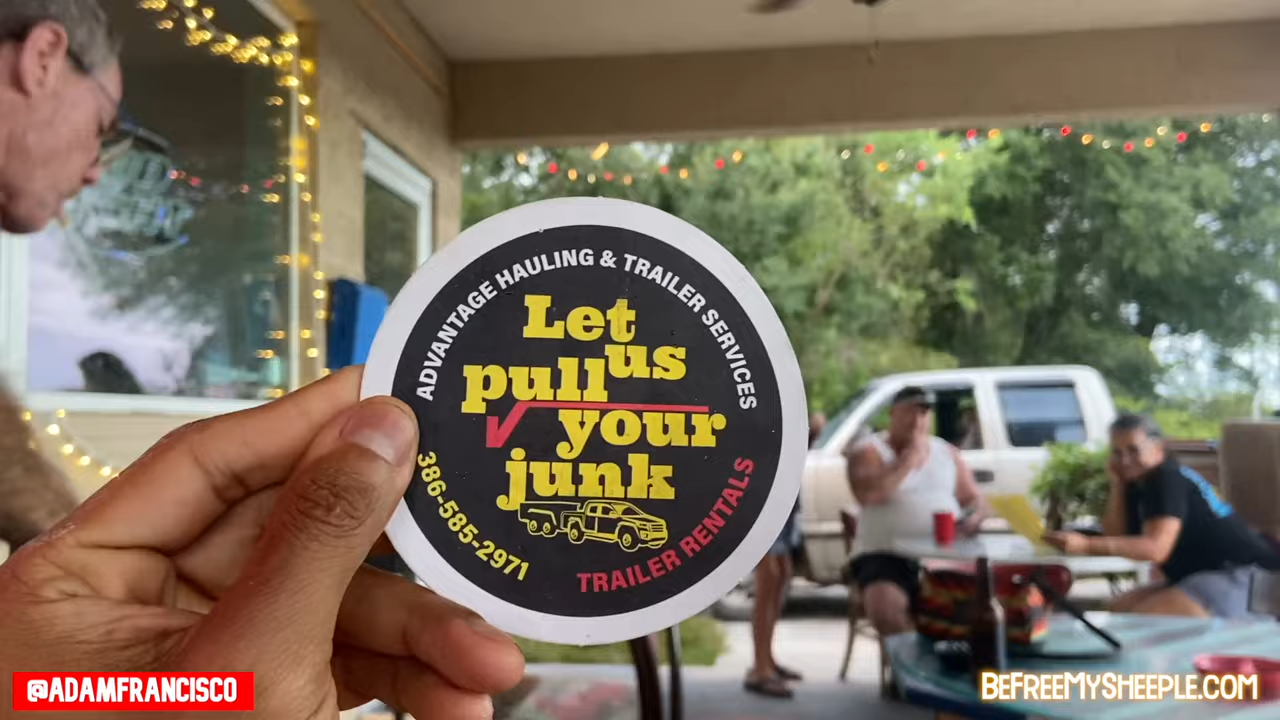 ADVANTAGE HAULING & TRAILER SERVICES
Let
us
pull
your
junk
386-585-2971
TRAILER RENTALS
@ADAMFRANCISCO
BEFREEMYSHEEPLE.COM